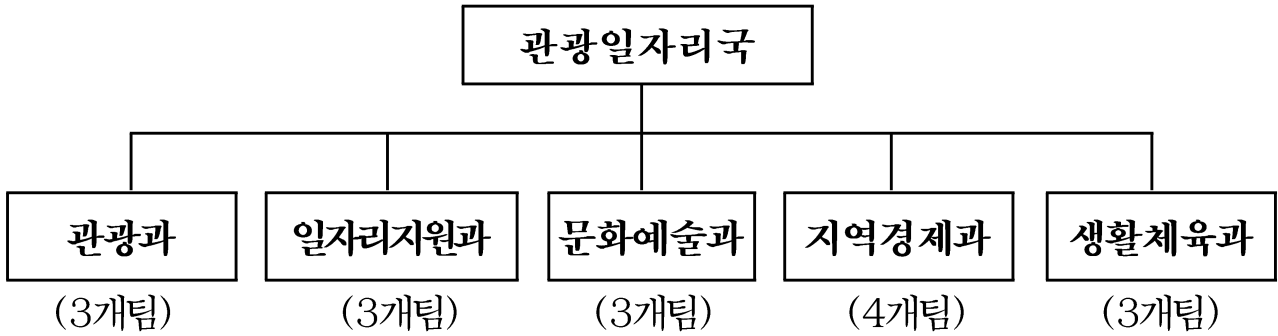 관광일자리국
관광과 일자리지원과 문화예술과 지역경제과 생활체육과
(3개팀) (3개팀) (3개팀) (4개팀) (3개팀)